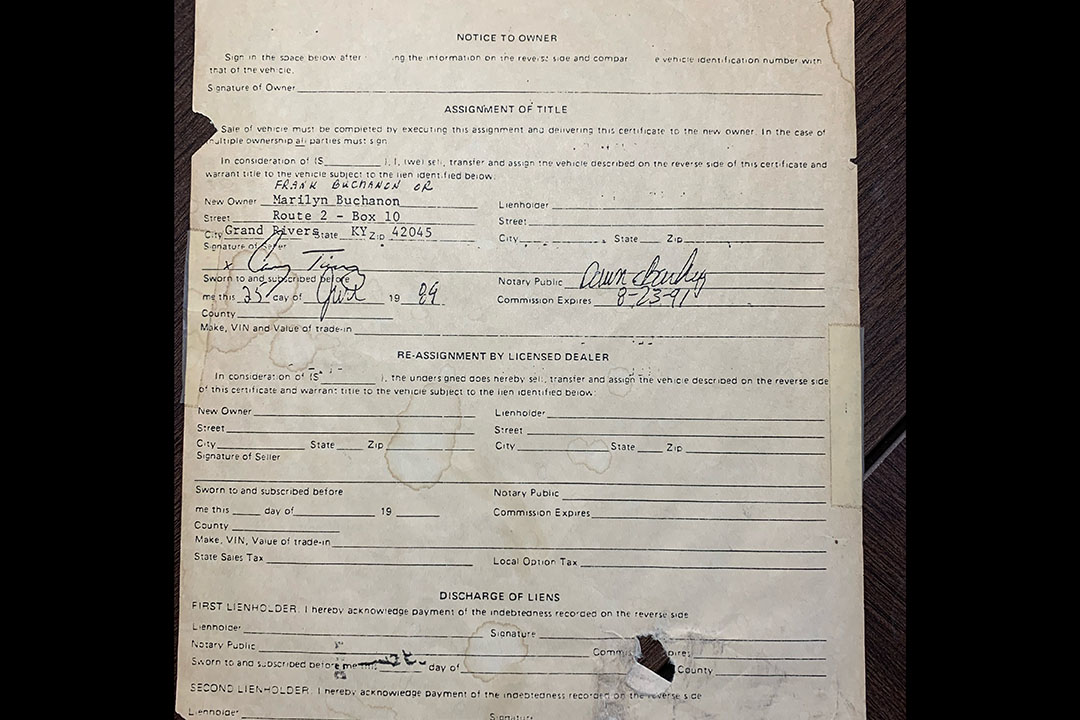 NOTICE TO OWNER
Sign in the space below after ing the information on the reverse side and compar e vehicle identification number with
that of the vehicle.
Signature of Owner
ASSIGNMENT OF TITLE
Sale of vehicle must be completed by executing this assignment and delivering this certificate to the new owner. In the case of
multiple ownership all parties must sign
In consideration of ($ ), I, (we) sell, transfer and assign the vehicle described on the reverse side of this certificate and
warrant title to the vehicle subject to the lien identified below:
FRANK BUCHANON OR
New Owner Marilyn Buchanon Lienholder
Street Route 2 - Box 10 Street
City Grand Rivers State KY Zip 42045 City State Zip
Signature of Seller
x
Sworn to and subscribed before Notary Public Dawn
me this 25 day of 19 89 Commission Expires 8-23-91
County
Make, VIN and Value of trade-in
RE-ASSIGNMENT BY LICENSED DEALER
In consideration of ($ ), the undersigned does hereby sell, transfer and assign the vehicle described on the reverse side
of this certificate and warrant title to the vehicle subject to the lien identified below:
New Owner Lienholder
Street Street
City State Zip City State Zip
Signature of Seller
Sworn to and subscribed before Notary Public
me this day of 19 Commission Expires
County
Make, VIN, Value of trade-in
State Sales Tax Local Option Tax
DISCHARGE OF LIENS
FIRST LIENHOLDER: I hereby acknowledge payment of the indebtedness recorded on the reverse side
Lienholder Signature
Notary Public Commis pires
Sworn to and subscribed before me this day of County
SECOND LIENHOLDER: I hereby acknowledge payment of the indebtedness recorded on the reverse side
Lienholder Signature